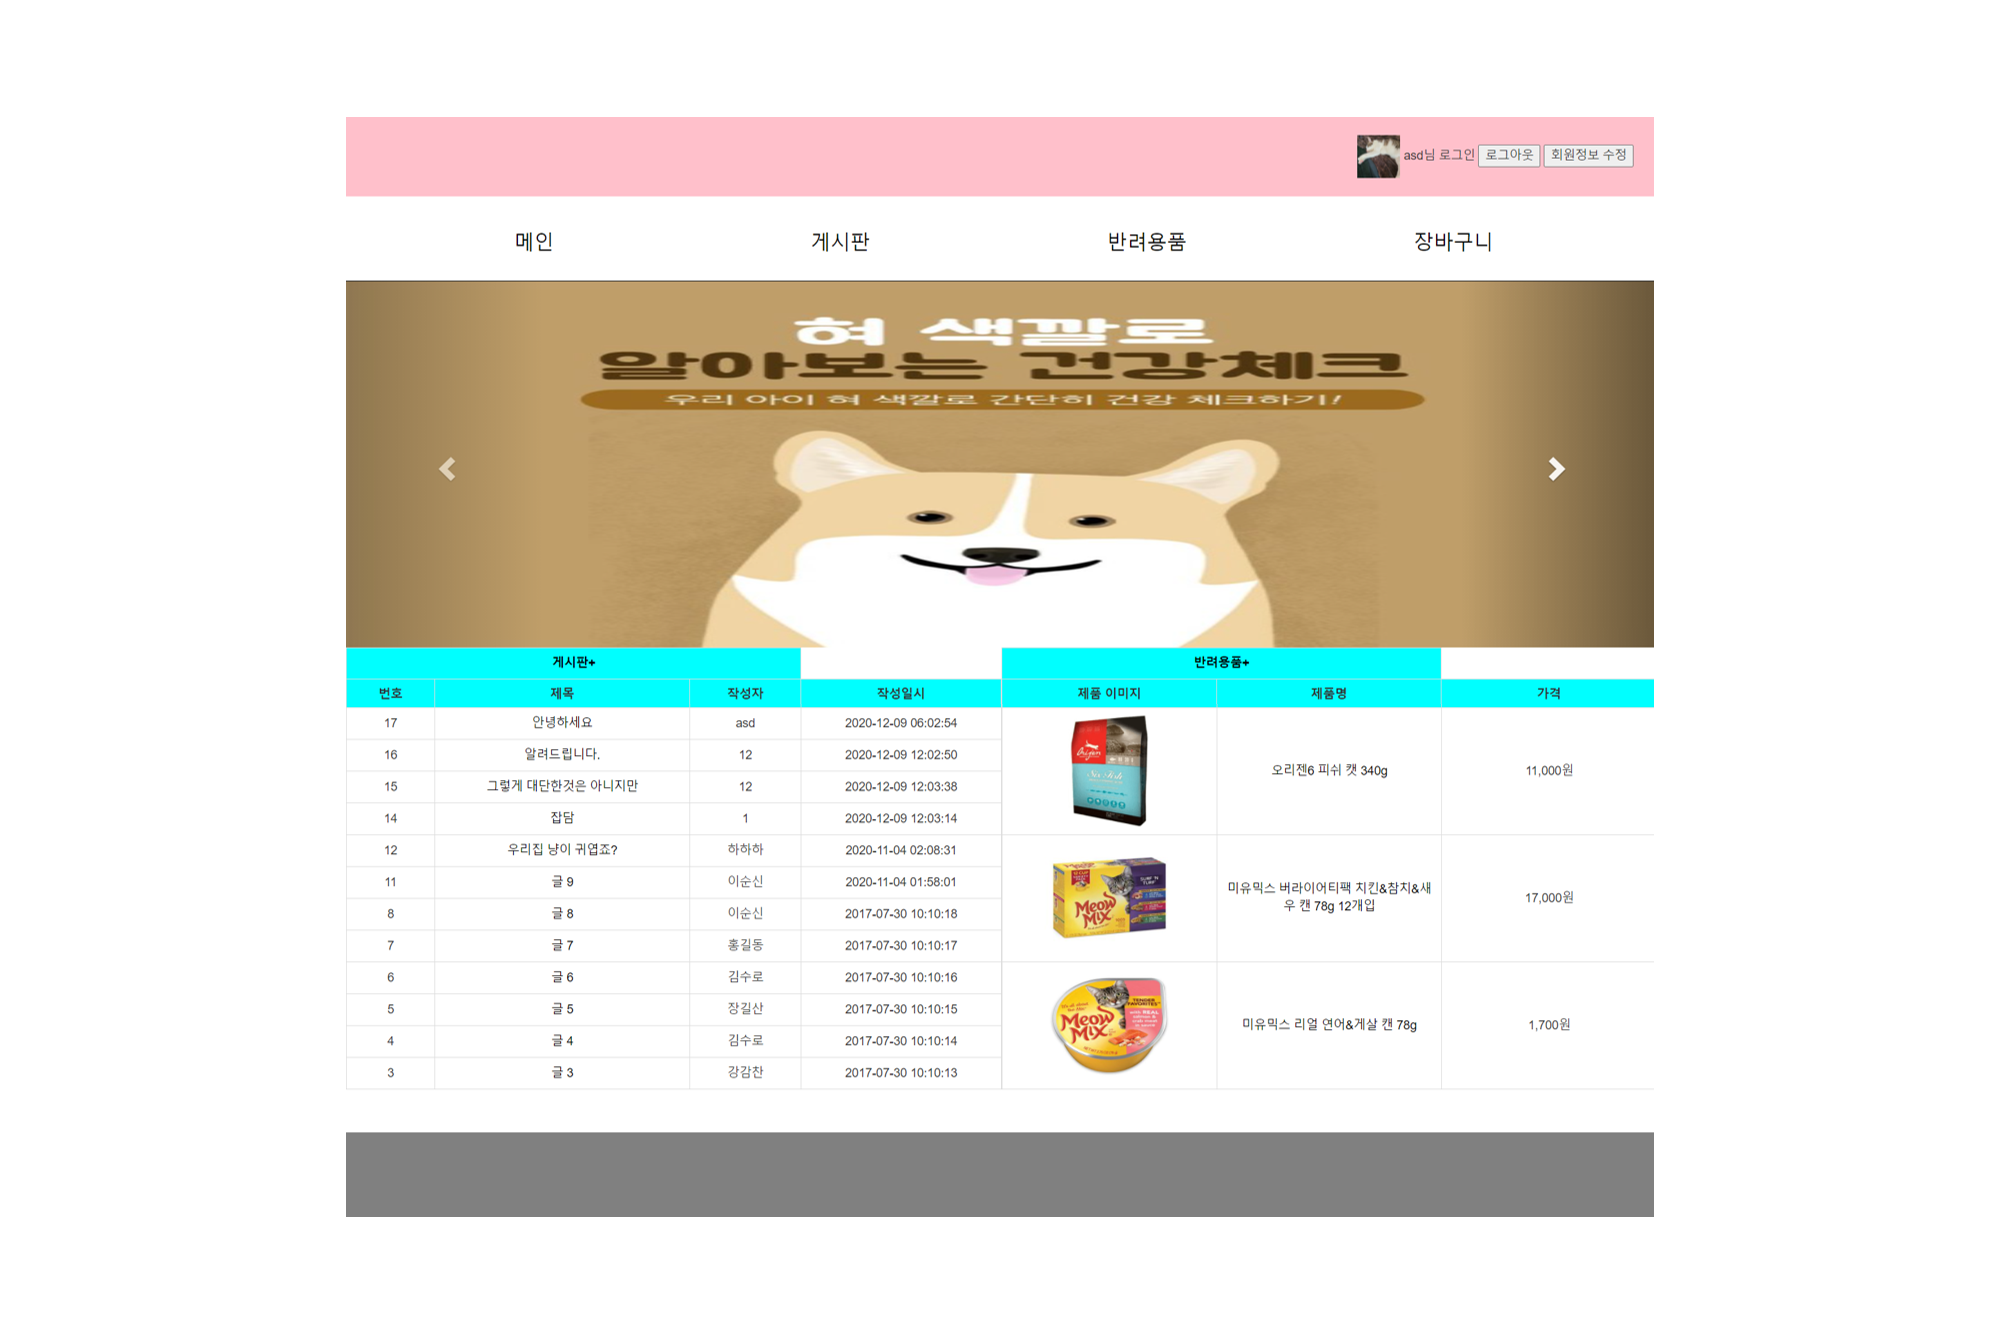 asd님 로그인 로그아웃 회원정보 수정
메인 게시판 반려용품 장바구니
혀 색깔로
알아보는 건강체크
우리 아이 혀 색깔로 간단히 건강 체크하기!
게시판+
번호 제목 작성자 작성일시
17 안녕하세요 asd 2020-12-09 06:02:54
16 알려드립니다. 12 2020-12-09 12:02:50
15 그렇게 대단한것은 아니지만 12 2020-12-09 12:03:38
14 잡담 1 2020-12-09 12:03:14
12 우리집 냥이 귀엽죠? 하하하 2020-11-04 02:08:31
11 글 9 이순신 2020-11-04 01:58:01
8 글 8 이순신 2017-07-30 10:10:18
7 글 7 홍길동 2017-07-30 10:10:17
6 글 6 김수로 2017-07-30 10:10:16
5 글 5 장길산 2017-07-30 10:10:15
4 글 4 김수로 2017-07-30 10:10:14
3 글 3 강감찬 2017-07-30 10:10:13
반려용품+
제품 이미지 제품명 가격
Orijen
Six Fish
오리젠6 피쉬 캣 340g 11,000원
Meow
Mix
미유믹스 버라이어티팩 치킨&참치&새
우 캔 78g 12개입
17,000원
TENDER
FAVORITES
Meow
Mix
미유믹스 리얼 연어&게살 캔 78g 1,700원